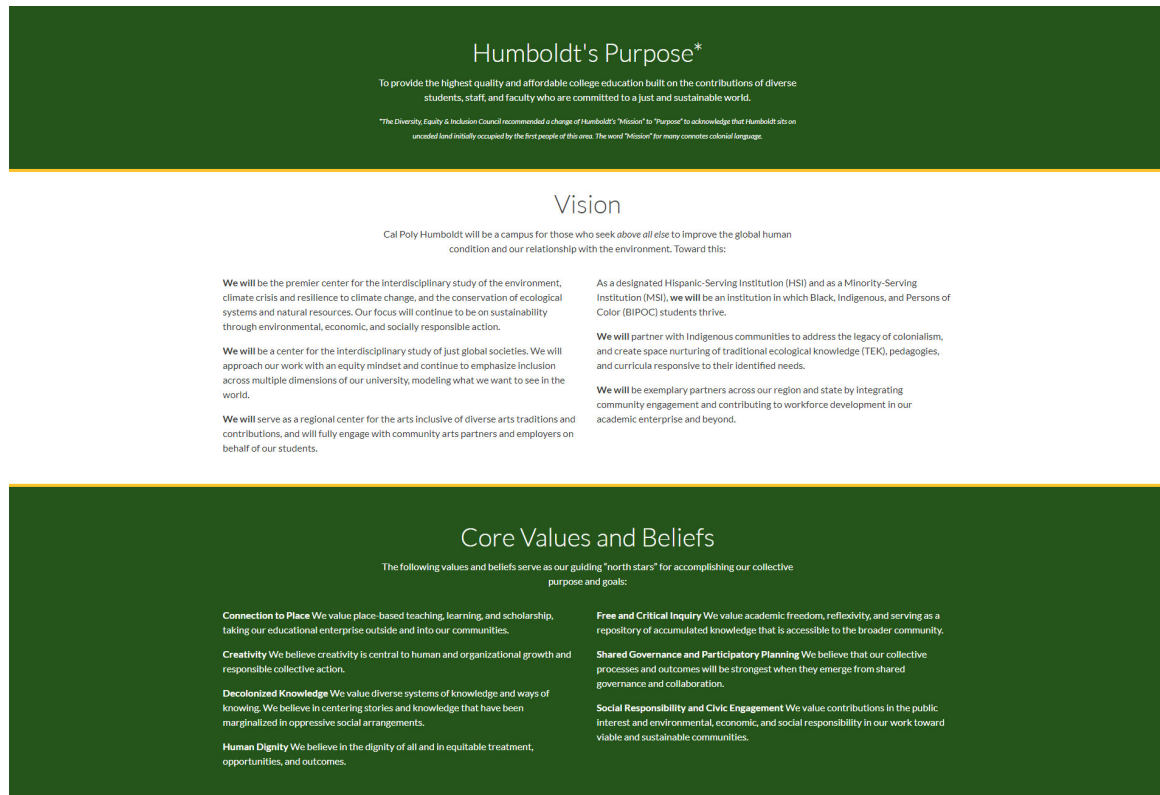 Humboldt's Purpose*
To provide the highest quality and affordable college education built on the contributions of diverse
students, staff, and faculty who are committed to a just and sustainable world.
*The Diversity, Equity & Inclusion Council recommended a change of Humboldt's "Mission" to "Purpose" to acknowledge that Humboldt sits on
unceded land initially occupied by the first people of this area. The word "Mission" for many connotes colonial language.
Vision
Cal Poly Humboldt will be a campus for those who seek above all else to improve the global human
condition and our relationship with the environment. Toward this:
We will be the premier center for the interdisciplinary study of the environment,
climate crisis and resilience to climate change, and the conservation of ecological
systems and natural resources. Our focus will continue to be on sustainability
through environmental, economic, and socially responsible action.
We will be a center for the interdisciplinary study of just global societies. We will
approach our work with an equity mindset and continue to emphasize inclusion
across multiple dimensions of our university, modeling what we want to see in the
world.
We will serve as a regional center for the arts inclusive of diverse arts traditions and
contributions, and will fully engage with community arts partners and employers on
behalf of our students.
As a designated Hispanic-Serving Institution (HSI) and as a Minority-Serving
Institution (MSI), we will be an institution in which Black, Indigenous, and Persons of
Color (BIPOC) students thrive.
We will partner with Indigenous communities to address the legacy of colonialism,
and create space nurturing of traditional ecological knowledge (TEK), pedagogies,
and curricula responsive to their identified needs.
We will be exemplary partners across our region and state by integrating
community engagement and contributing to workforce development in our
academic enterprise and beyond.
Core Values and Beliefs
The following values and beliefs serve as our guiding "north stars" for accomplishing our collective
purpose and goals:
Connection to Place We value place-based teaching, learning, and scholarship,
taking our educational enterprise outside and into our communities.
Creativity We believe creativity is central to human and organizational growth and
responsible collective action.
Decolonized Knowledge We value diverse systems of knowledge and ways of
knowing. We believe in centering stories and knowledge that have been
marginalized in oppressive social arrangements.
Human Dignity We believe in the dignity of all and in equitable treatment,
opportunities, and outcomes.
Free and Critical Inquiry We value academic freedom, reflexivity, and serving as a
repository of accumulated knowledge that is accessible to the broader community.
Shared Governance and Participatory Planning We believe that our collective
processes and outcomes will be strongest when they emerge from shared
governance and collaboration.
Social Responsibility and Civic Engagement We value contributions in the public
interest and environmental, economic, and social responsibility in our work toward
viable and sustainable communities.